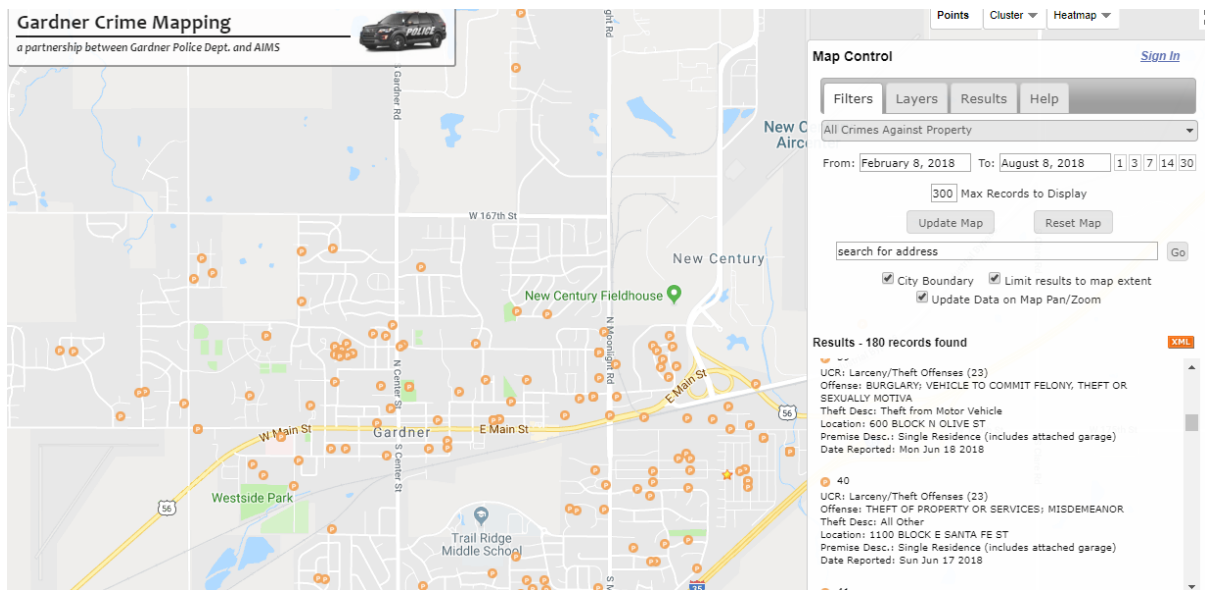 Gardner Crime Mapping
a partnership between Gardner Police Dept. and AIMS
POLICE
Points Cluster Heatmap
Map Control Sign In
Filters Layers Results Help
All Crimes Against Property
From: February 8, 2018 To: August 8, 2018 1 3 7 14 30
300 Max Records to Display
Update Map Reset Map
search for address Go
City Boundary Limit results to map extent
Update Data on Map Pan/Zoom
Results - 180 records found XML
UCR: Larceny/Theft Offenses (23)
Offense: BURGLARY; VEHICLE TO COMMIT FELONY, THEFT OR
SEXUALLY MOTIVA
Theft Desc: Theft from Motor Vehicle
Location: 600 BLOCK N OLIVE ST
Premise Desc.: Single Residence (includes attached garage)
Date Reported: Mon Jun 18 2018
P 40
UCR: Larceny/Theft Offenses (23)
Offense: THEFT OF PROPERTY OR SERVICES; MISDEMEANOR
Theft Desc: All Other
Location: 1100 BLOCK E SANTA FE ST
Premise Desc.: Single Residence (includes attached garage)
Date Reported: Sun Jun 17 2018
Gardner Rd
W 167th St
New Century
New Century Fieldhouse
N Moonlight Rd
N Center St
E Main St
56
W Main St
Gardner
E Main St
S Center St
Westside Park
56
Trail Ridge
Middle School
35